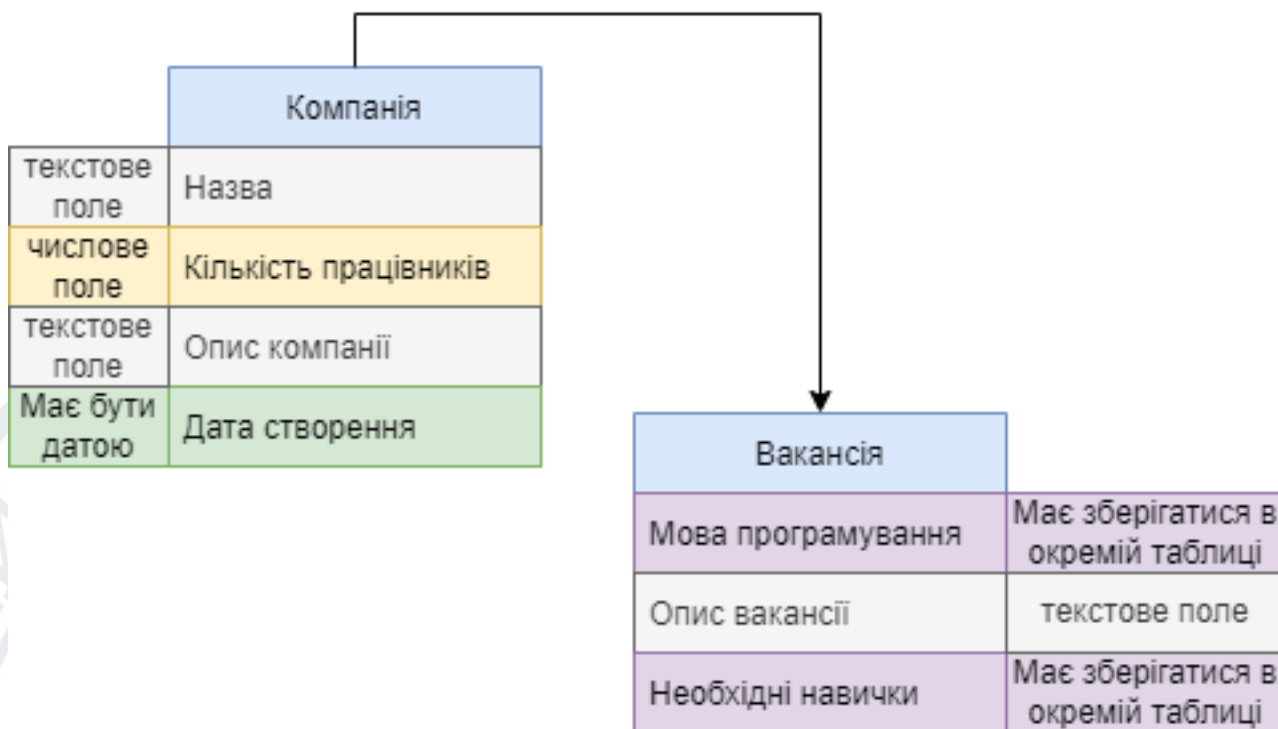 Компанія
текстове
поле
Назва
числове
поле
Кількість працівників
текстове
поле
Опис компанії
Має бути
датою
Дата створення
Вакансія
Мова програмування
Має зберігатися в
окремій таблиці
Опис вакансії
текстове поле
Необхідні навички
Має зберігатися в
окремій таблиці